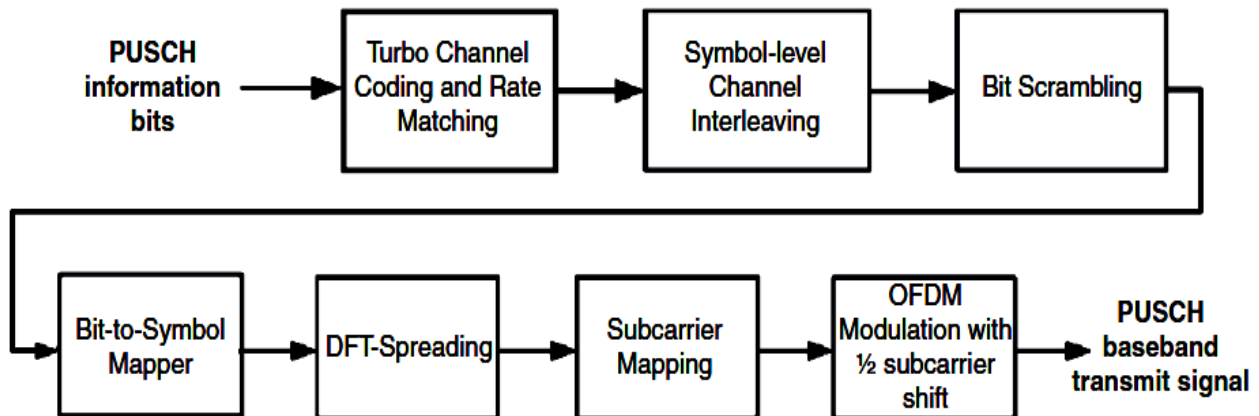 PUSCH
information
bits
Turbo Channel
Coding and Rate
Matching
Symbol-level
Channel
Interleaving
Bit Scrambling
Bit-to-Symbol
Mapper
DFT-Spreading
Subcarrier
Mapping
OFDM
Modulation with
½ subcarrier
shift
PUSCH
baseband
transmit signal